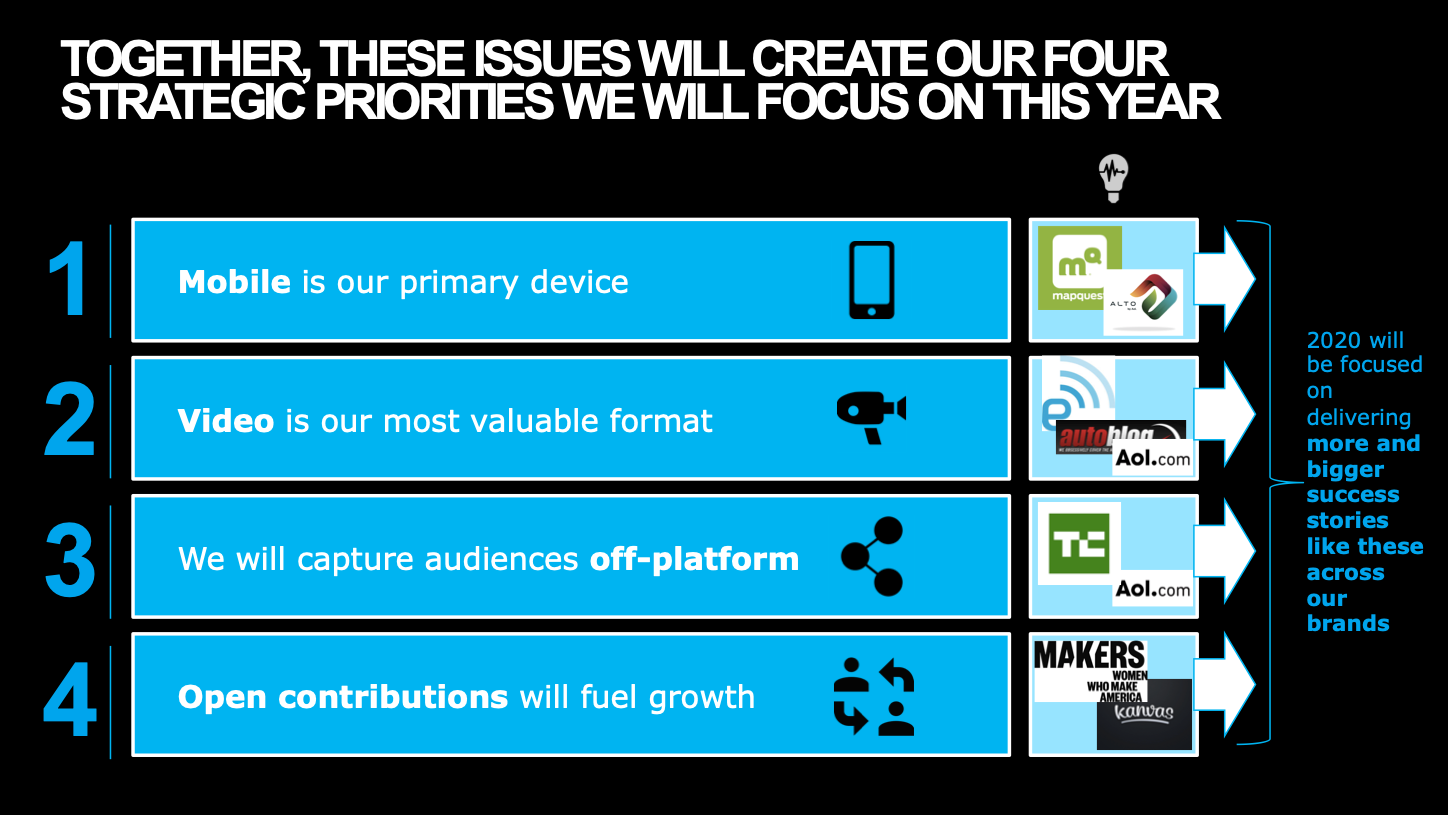 TOGETHER, THESE ISSUES WILL CREATE OUR FOUR
STRATEGIC PRIORITIES WE WILL FOCUS ON THIS YEAR
1
Mobile is our primary device
mQ
mapques
ALTO
2
Video is our most valuable format
e
autoblog
Aol.com
3
We will capture audiences off-platform
TC
Aol.com
4
Open contributions will fuel growth
MAKERS
WOMEN
WHO MAKE
AMERICA
kanvas
2020 will
be focused
on
delivering
more and
bigger
success
stories
like these
across
our
brands